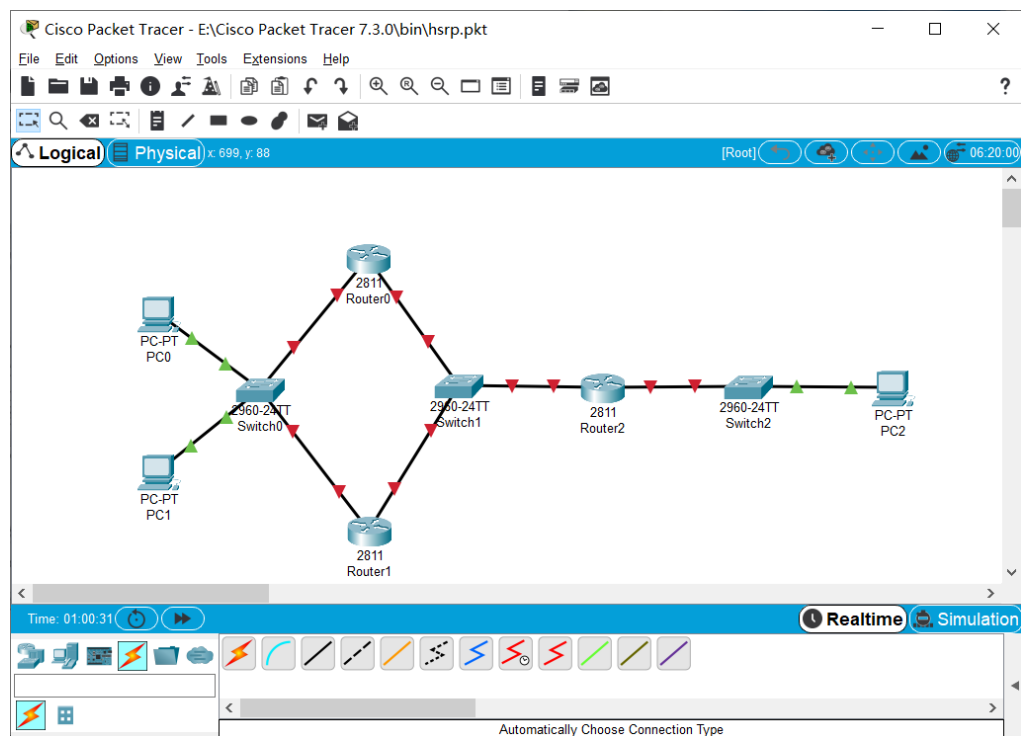 Cisco Packet Tracer - E:\Cisco Packet Tracer 7.3.0\bin\hsrp.pkt
File Edit Options View Tools Extensions Help
?
Logical Physical x: 699, y: 88 [Root] 06:20:00
2811
Router0
PC-PT
PC0
2960-24TT
Switch0
2960-24TT
Switch1
2811
Router2
2960-24TT
Switch2
PC-PT
PC2
PC-PT
PC1
2811
Router1
Time: 01:00:31 Realtime Simulation
Automatically Choose Connection Type